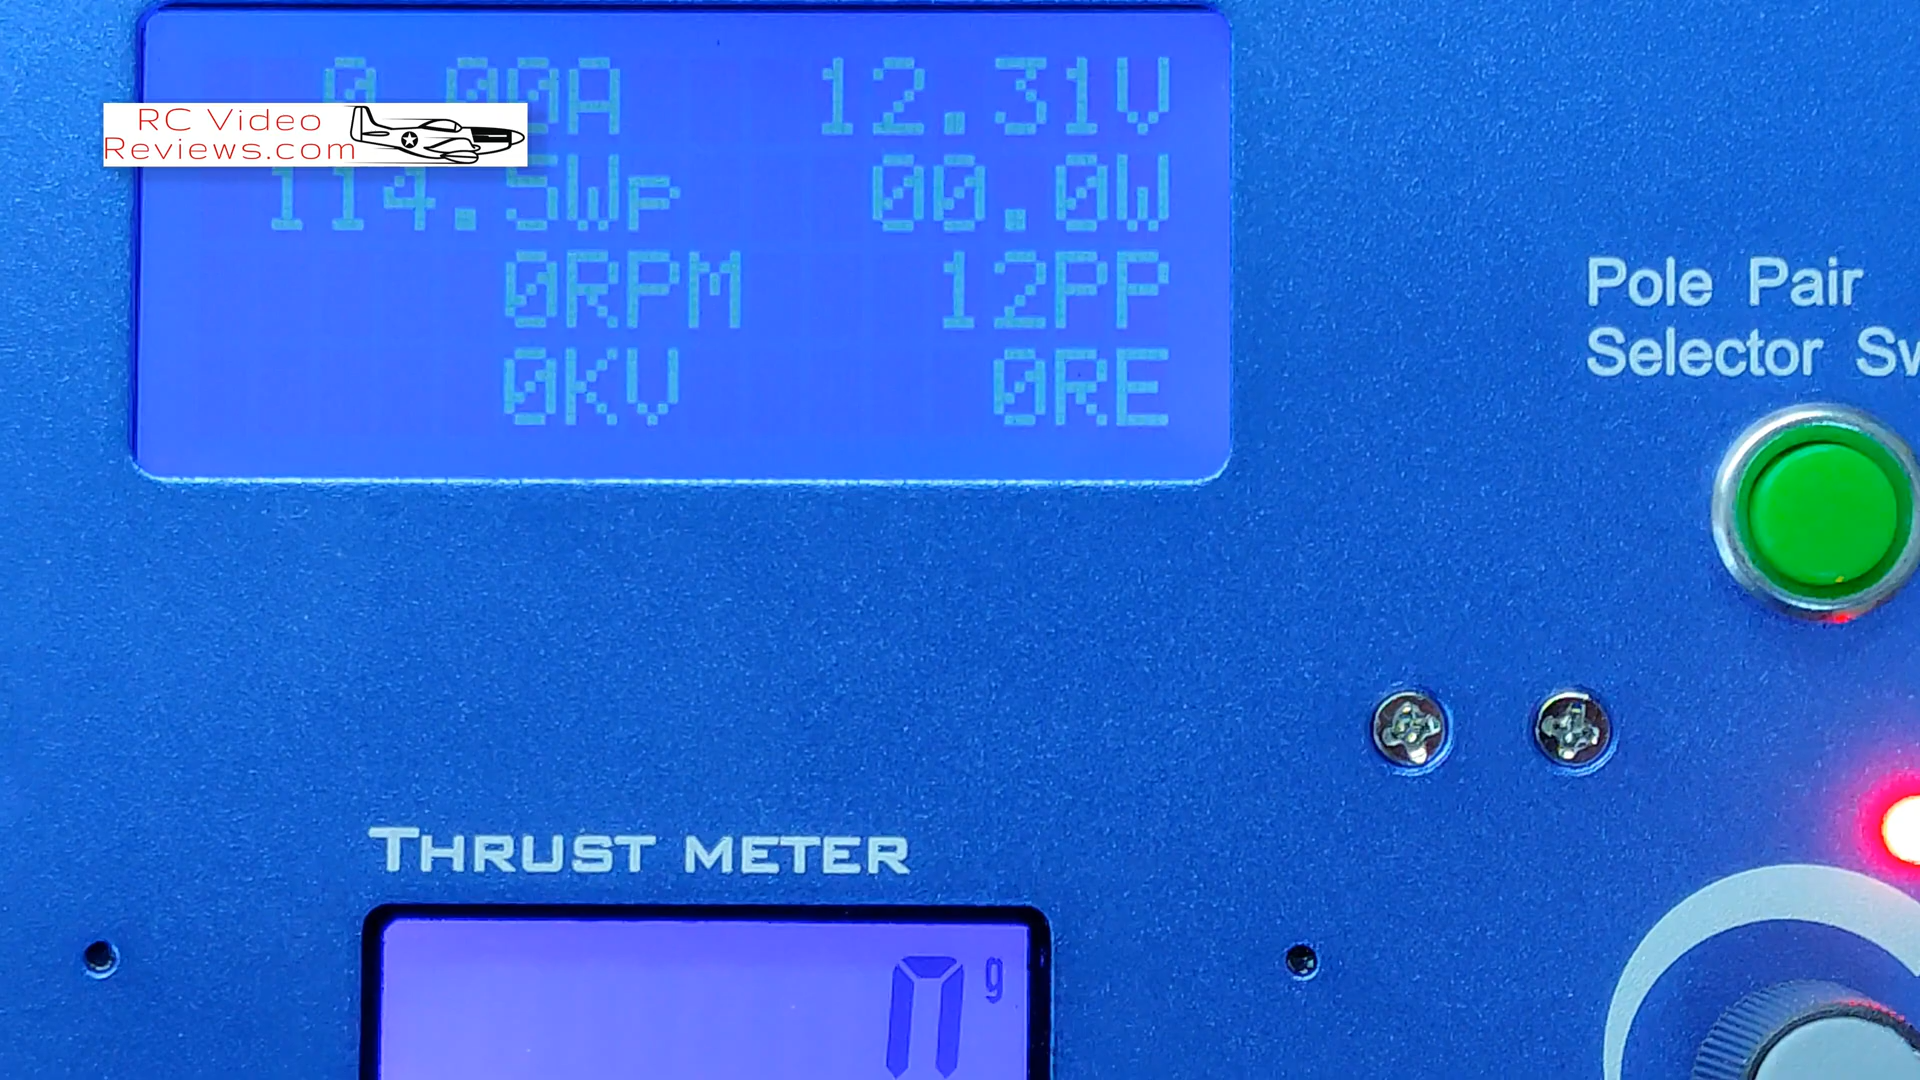 0.00A 12.31V
RC Video
Reviews.com
114.5Wp 00.0W
0RPM 12PP
0KV 0RE
Pole Pair
Selector
THRUST METER
g